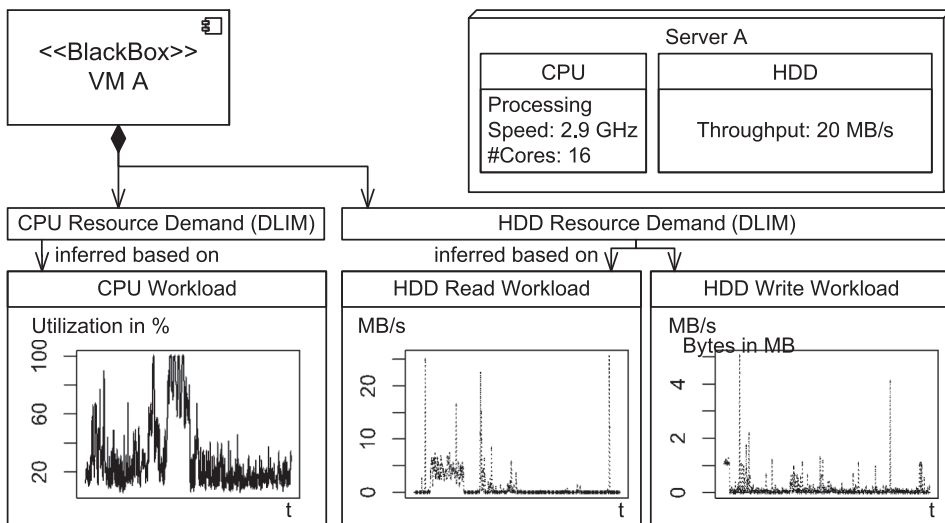 <<BlackBox>>
VM A
Server A
CPU
HDD
Processing
Speed: 2.9 GHz
#Cores: 16
Throughput: 20 MB/s
CPU Resource Demand (DLIM)
HDD Resource Demand (DLIM)
inferred based on
inferred based on
CPU Workload
HDD Read Workload
HDD Write Workload
Utilization in %
MB/s
MB/s
Bytes in MB
100
60
20
t
20
10
0
t
4
2
0
t